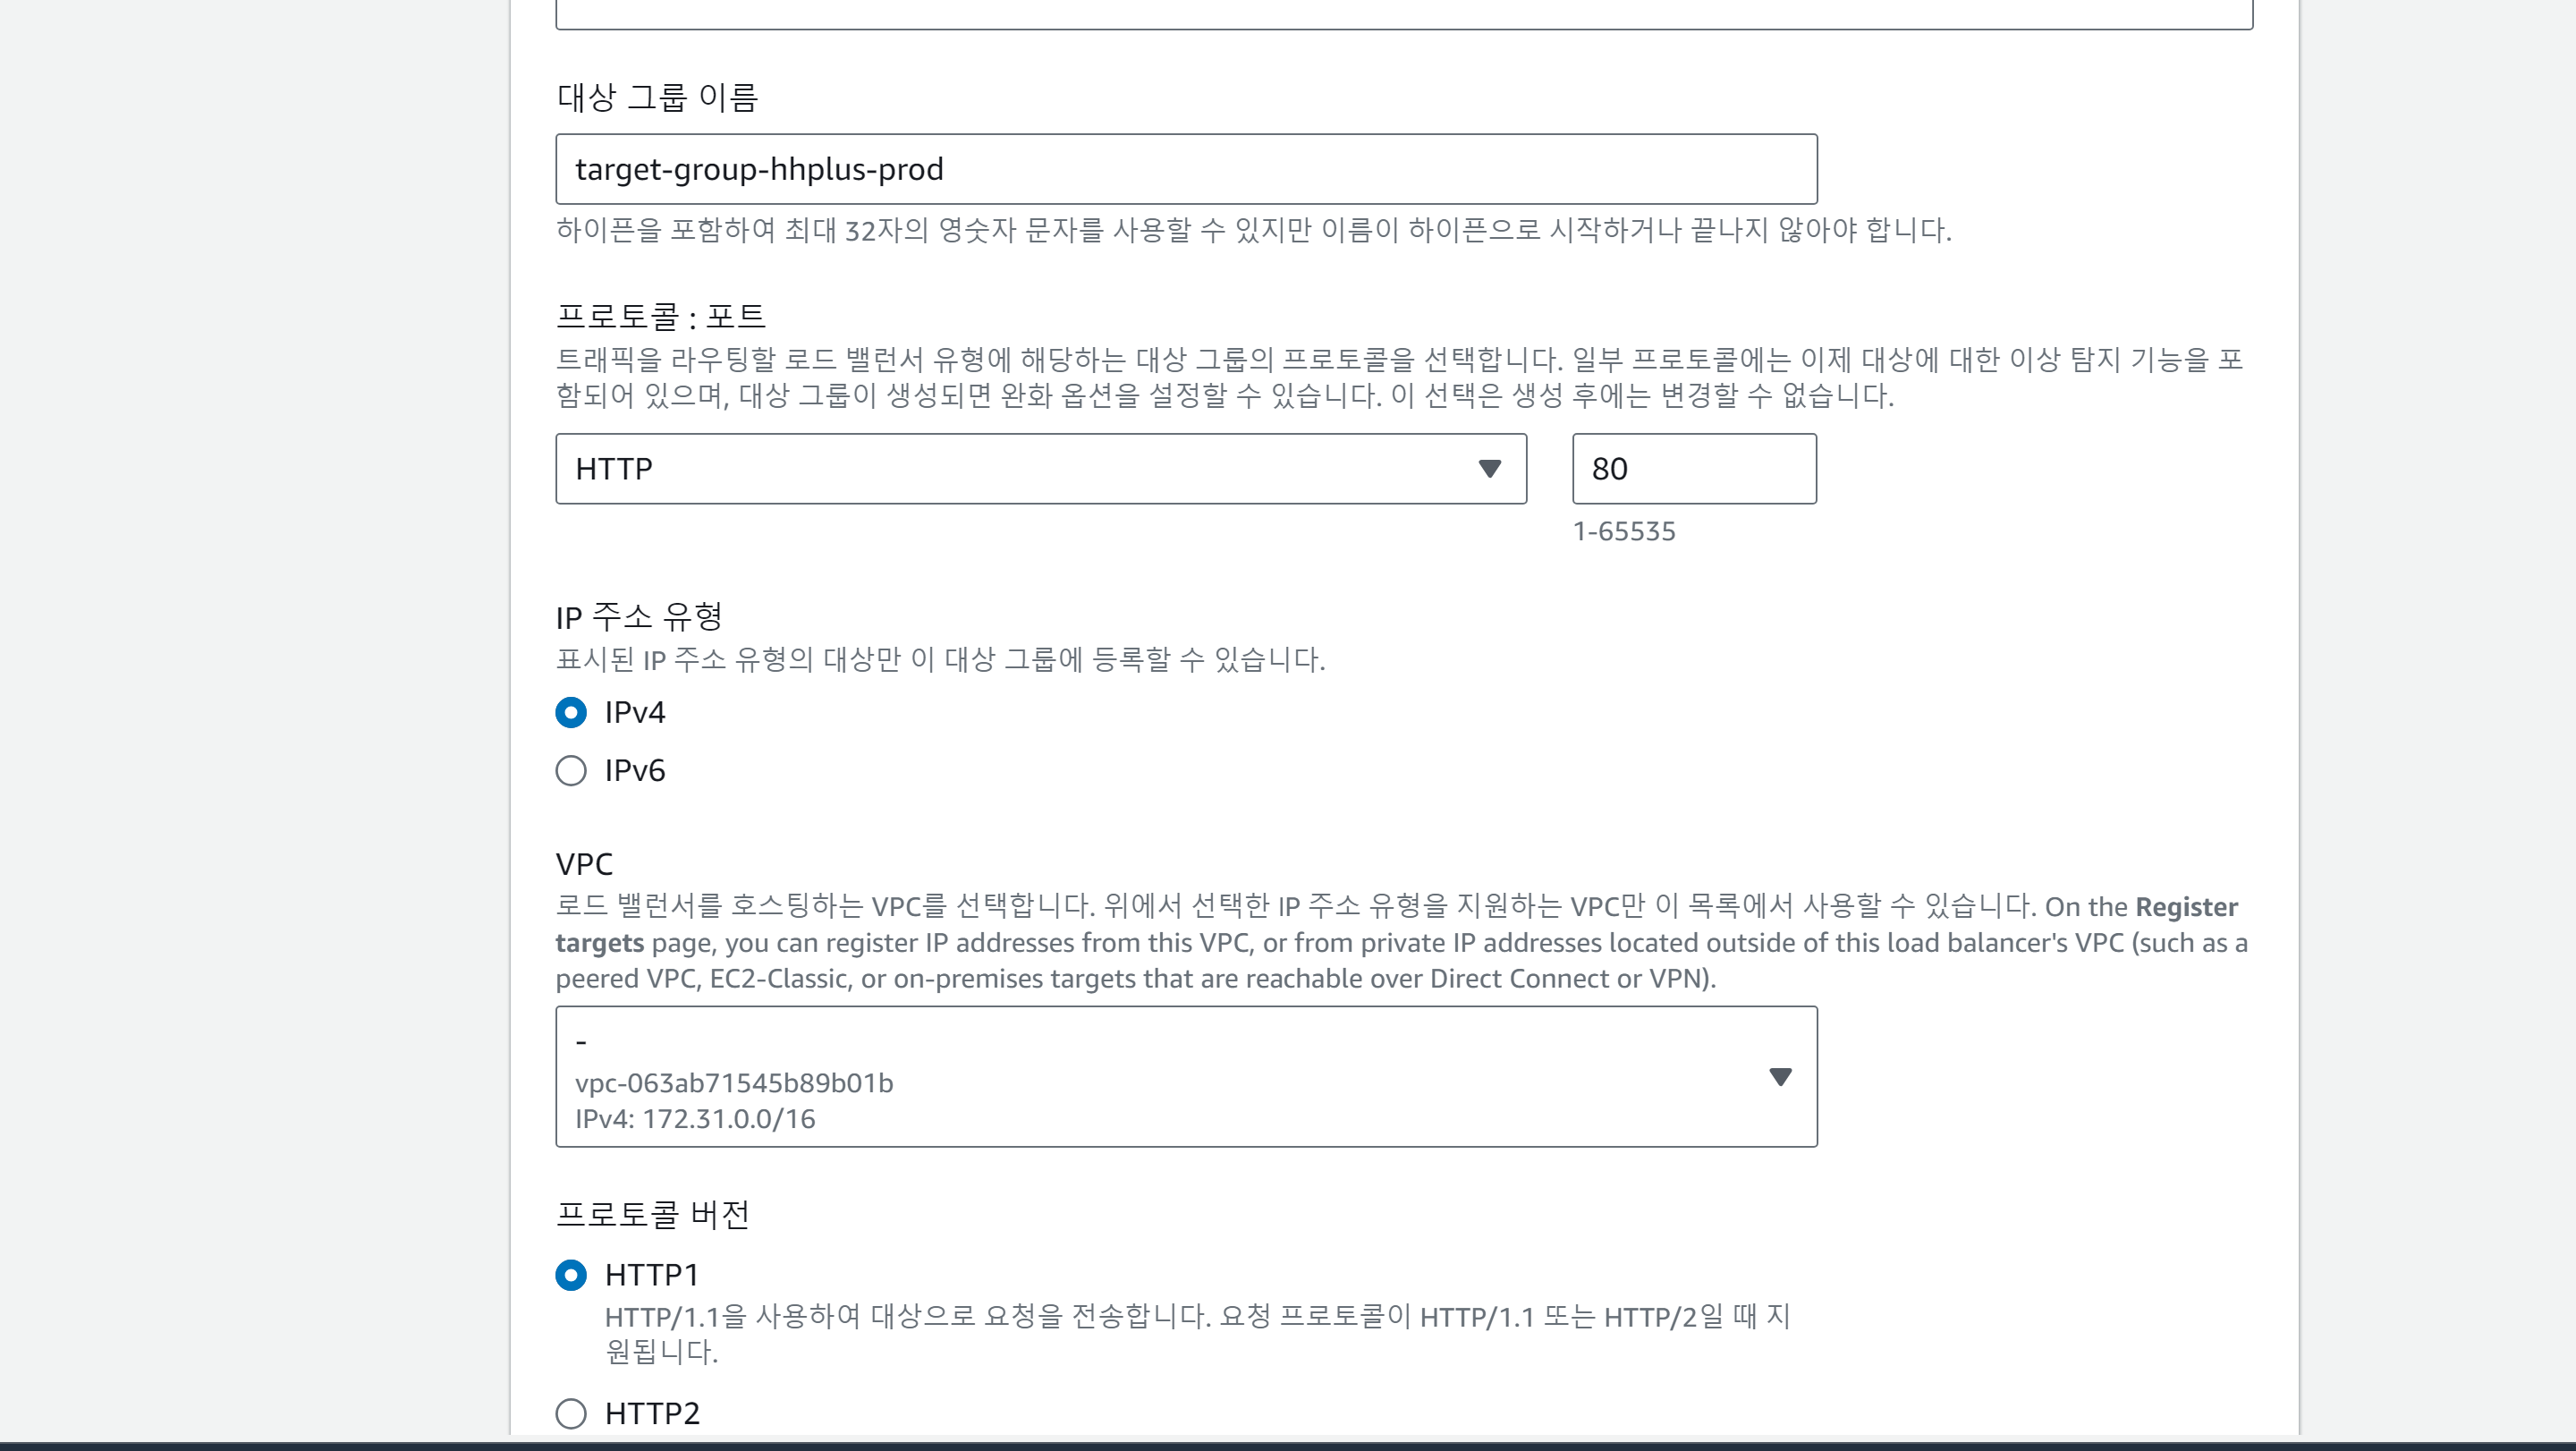 대상 그룹 이름
target-group-hhplus-prod
하이픈을 포함하여 최대 32자의 영숫자 문자를 사용할 수 있지만 이름이 하이픈으로 시작하거나 끝나지 않아야 합니다.
프로토콜 : 포트
트래픽을 라우팅할 로드 밸런서 유형에 해당하는 대상 그룹의 프로토콜을 선택합니다. 일부 프로토콜에는 이제 대상에 대한 이상 탐지 기능을 포
함되어 있으며, 대상 그룹이 생성되면 완화 옵션을 설정할 수 있습니다. 이 선택은 생성 후에는 변경할 수 없습니다.
HTTP
80
1-65535
IP 주소 유형
표시된 IP 주소 유형의 대상만 이 대상 그룹에 등록할 수 있습니다.
IPv4
IPv6
VPC
로드 밸런서를 호스팅하는 VPC를 선택합니다. 위에서 선택한 IP 주소 유형을 지원하는 VPC만 이 목록에서 사용할 수 있습니다. On the Register
targets page, you can register IP addresses from this VPC, or from private IP addresses located outside of this load balancer's VPC (such as a
peered VPC, EC2-Classic, or on-premises targets that are reachable over Direct Connect or VPN).
-
vpc-063ab71545b89b01b
IPv4: 172.31.0.0/16
프로토콜 버전
HTTP1
HTTP/1.1을 사용하여 대상으로 요청을 전송합니다. 요청 프로토콜이 HTTP/1.1 또는 HTTP/2일 때 지
원됩니다.
HTTP2